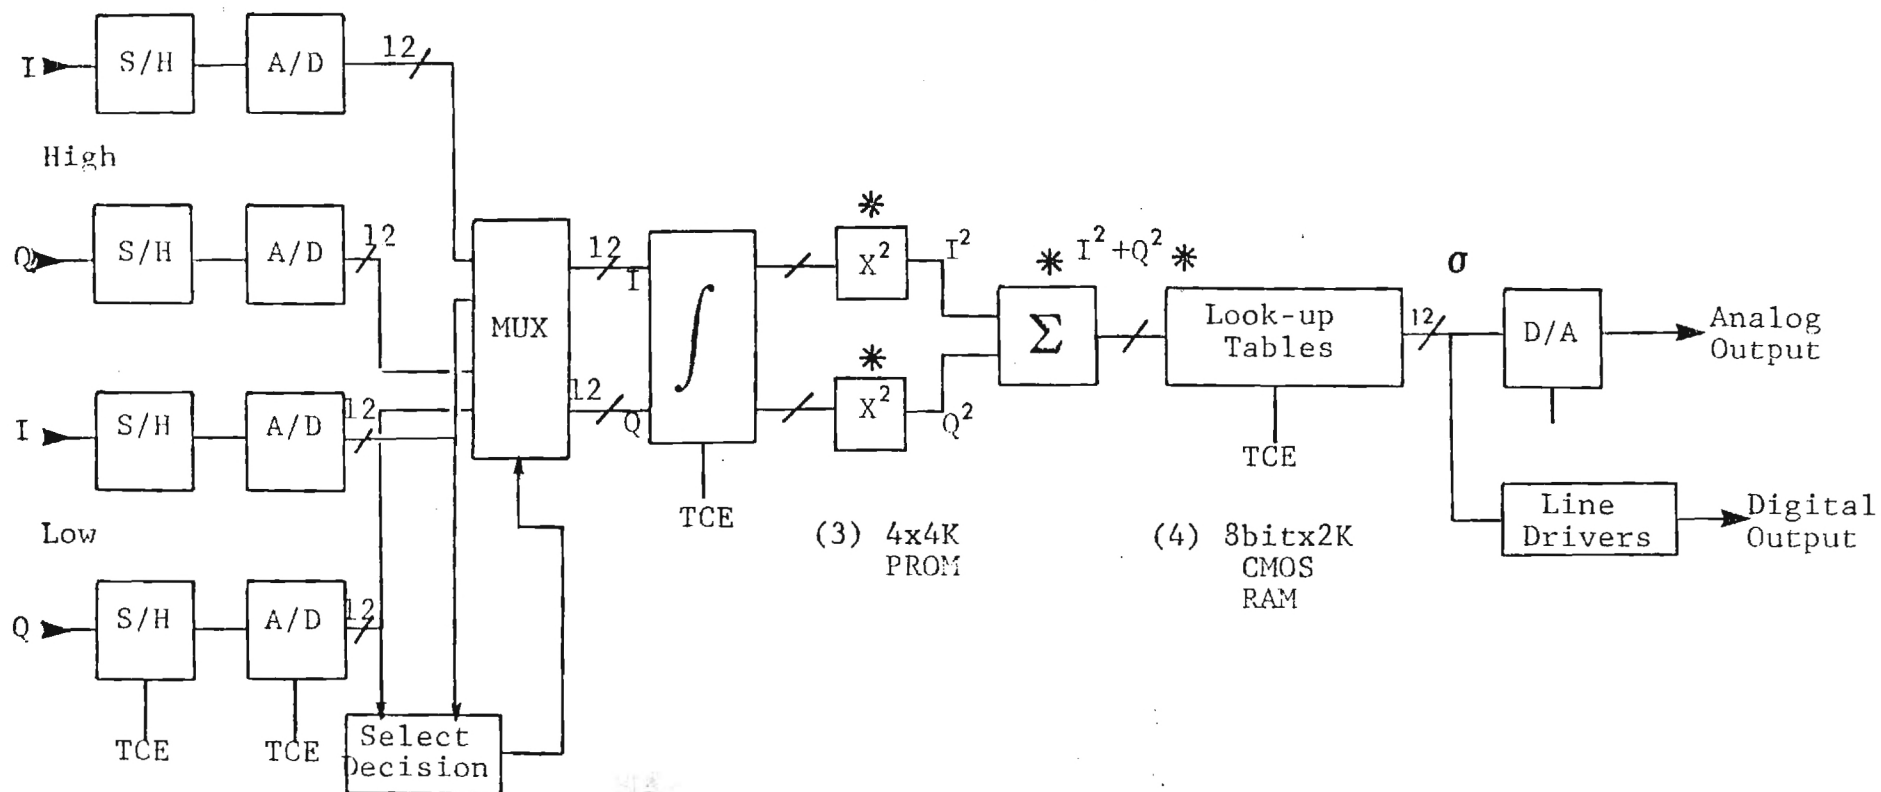 I S/H A/D 12
High
Q S/H A/D 12
I S/H A/D 12
Low
Q S/H A/D 12
TCE TCE
Select
Decision
MUX
12 I
12 Q
∫
TCE
* X² I²
* X² Q²
(3) 4x4K
PROM
* I²+Q² *
Σ
Look-up
Tables
TCE
(4) 8bitx2K
CMOS
RAM
12 σ
D/A
Analog
Output
Line
Drivers
Digital
Output